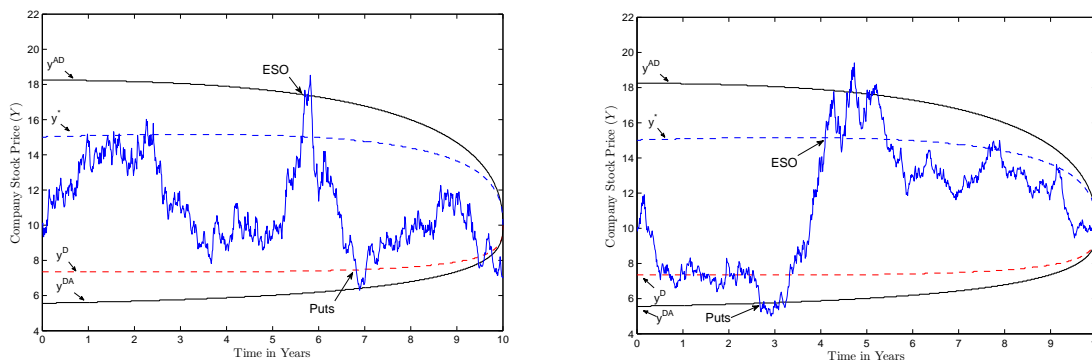 22
20
18
16
14
12
10
8
6
4
Company Stock Price (Y)
y^AD
y^*
y^D
y^DA
ESO
Puts
0 1 2 3 4 5 6 7 8 9 10
Time in Years
22
20
18
16
14
12
10
8
6
4
Company Stock Price (Y)
y^AD
y^*
ESO
y^D
y^DA
Puts
0 1 2 3 4 5 6 7 8 9
Time in Years